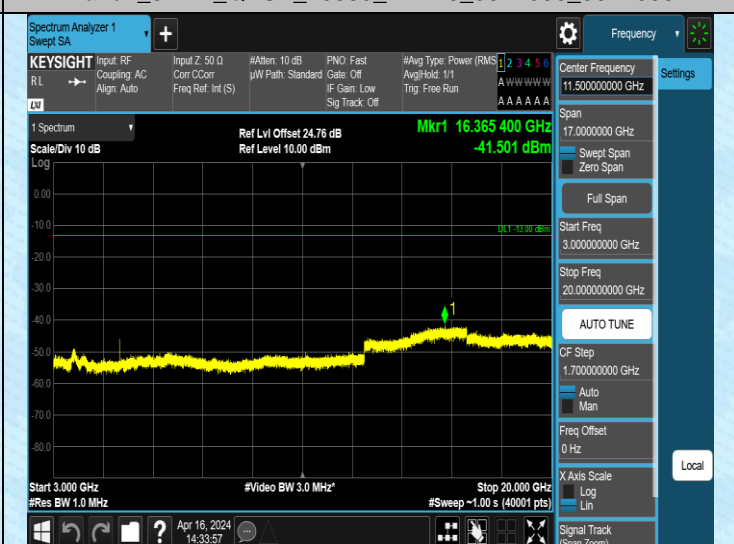 Spectrum Analyzer 1
Swept SA
Frequency
KEYSIGHT
RL
LXI
Input: RF
Coupling: AC
Align: Auto
Input Z: 50 Ω
Corr CCorr
Freq Ref: Int (S)
#Atten: 10 dB
µW Path: Standard
PNO: Fast
Gate: Off
IF Gain: Low
Sig Track: Off
#Avg Type: Power (RMS
Avg|Hold: 1/1
Trig: Free Run
1 2 3 4 5 6
A W W W W W
A A A A A A
Center Frequency
11.500000000 GHz
Settings
Span
17.0000000 GHz
Swept Span
Zero Span
Full Span
Start Freq
3.000000000 GHz
Stop Freq
20.000000000 GHz
AUTO TUNE
CF Step
1.700000000 GHz
Auto
Man
Freq Offset
0 Hz
X Axis Scale
Log
Lin
Signal Track
(Span Zoom)
Local
1 Spectrum
Scale/Div 10 dB
Log
Ref Lvl Offset 24.76 dB
Ref Level 10.00 dBm
Mkr1 16.365 400 GHz
-41.501 dBm
0.00
-10.0
DL1 -13.00 dBm
-20.0
-30.0
-40.0
1
-50.0
-60.0
-70.0
-80.0
Start 3.000 GHz
#Video BW 3.0 MHz*
Stop 20.000 GHz
#Res BW 1.0 MHz
#Sweep ~1.00 s (40001 pts)
?
Apr 16, 2024
14:33:57